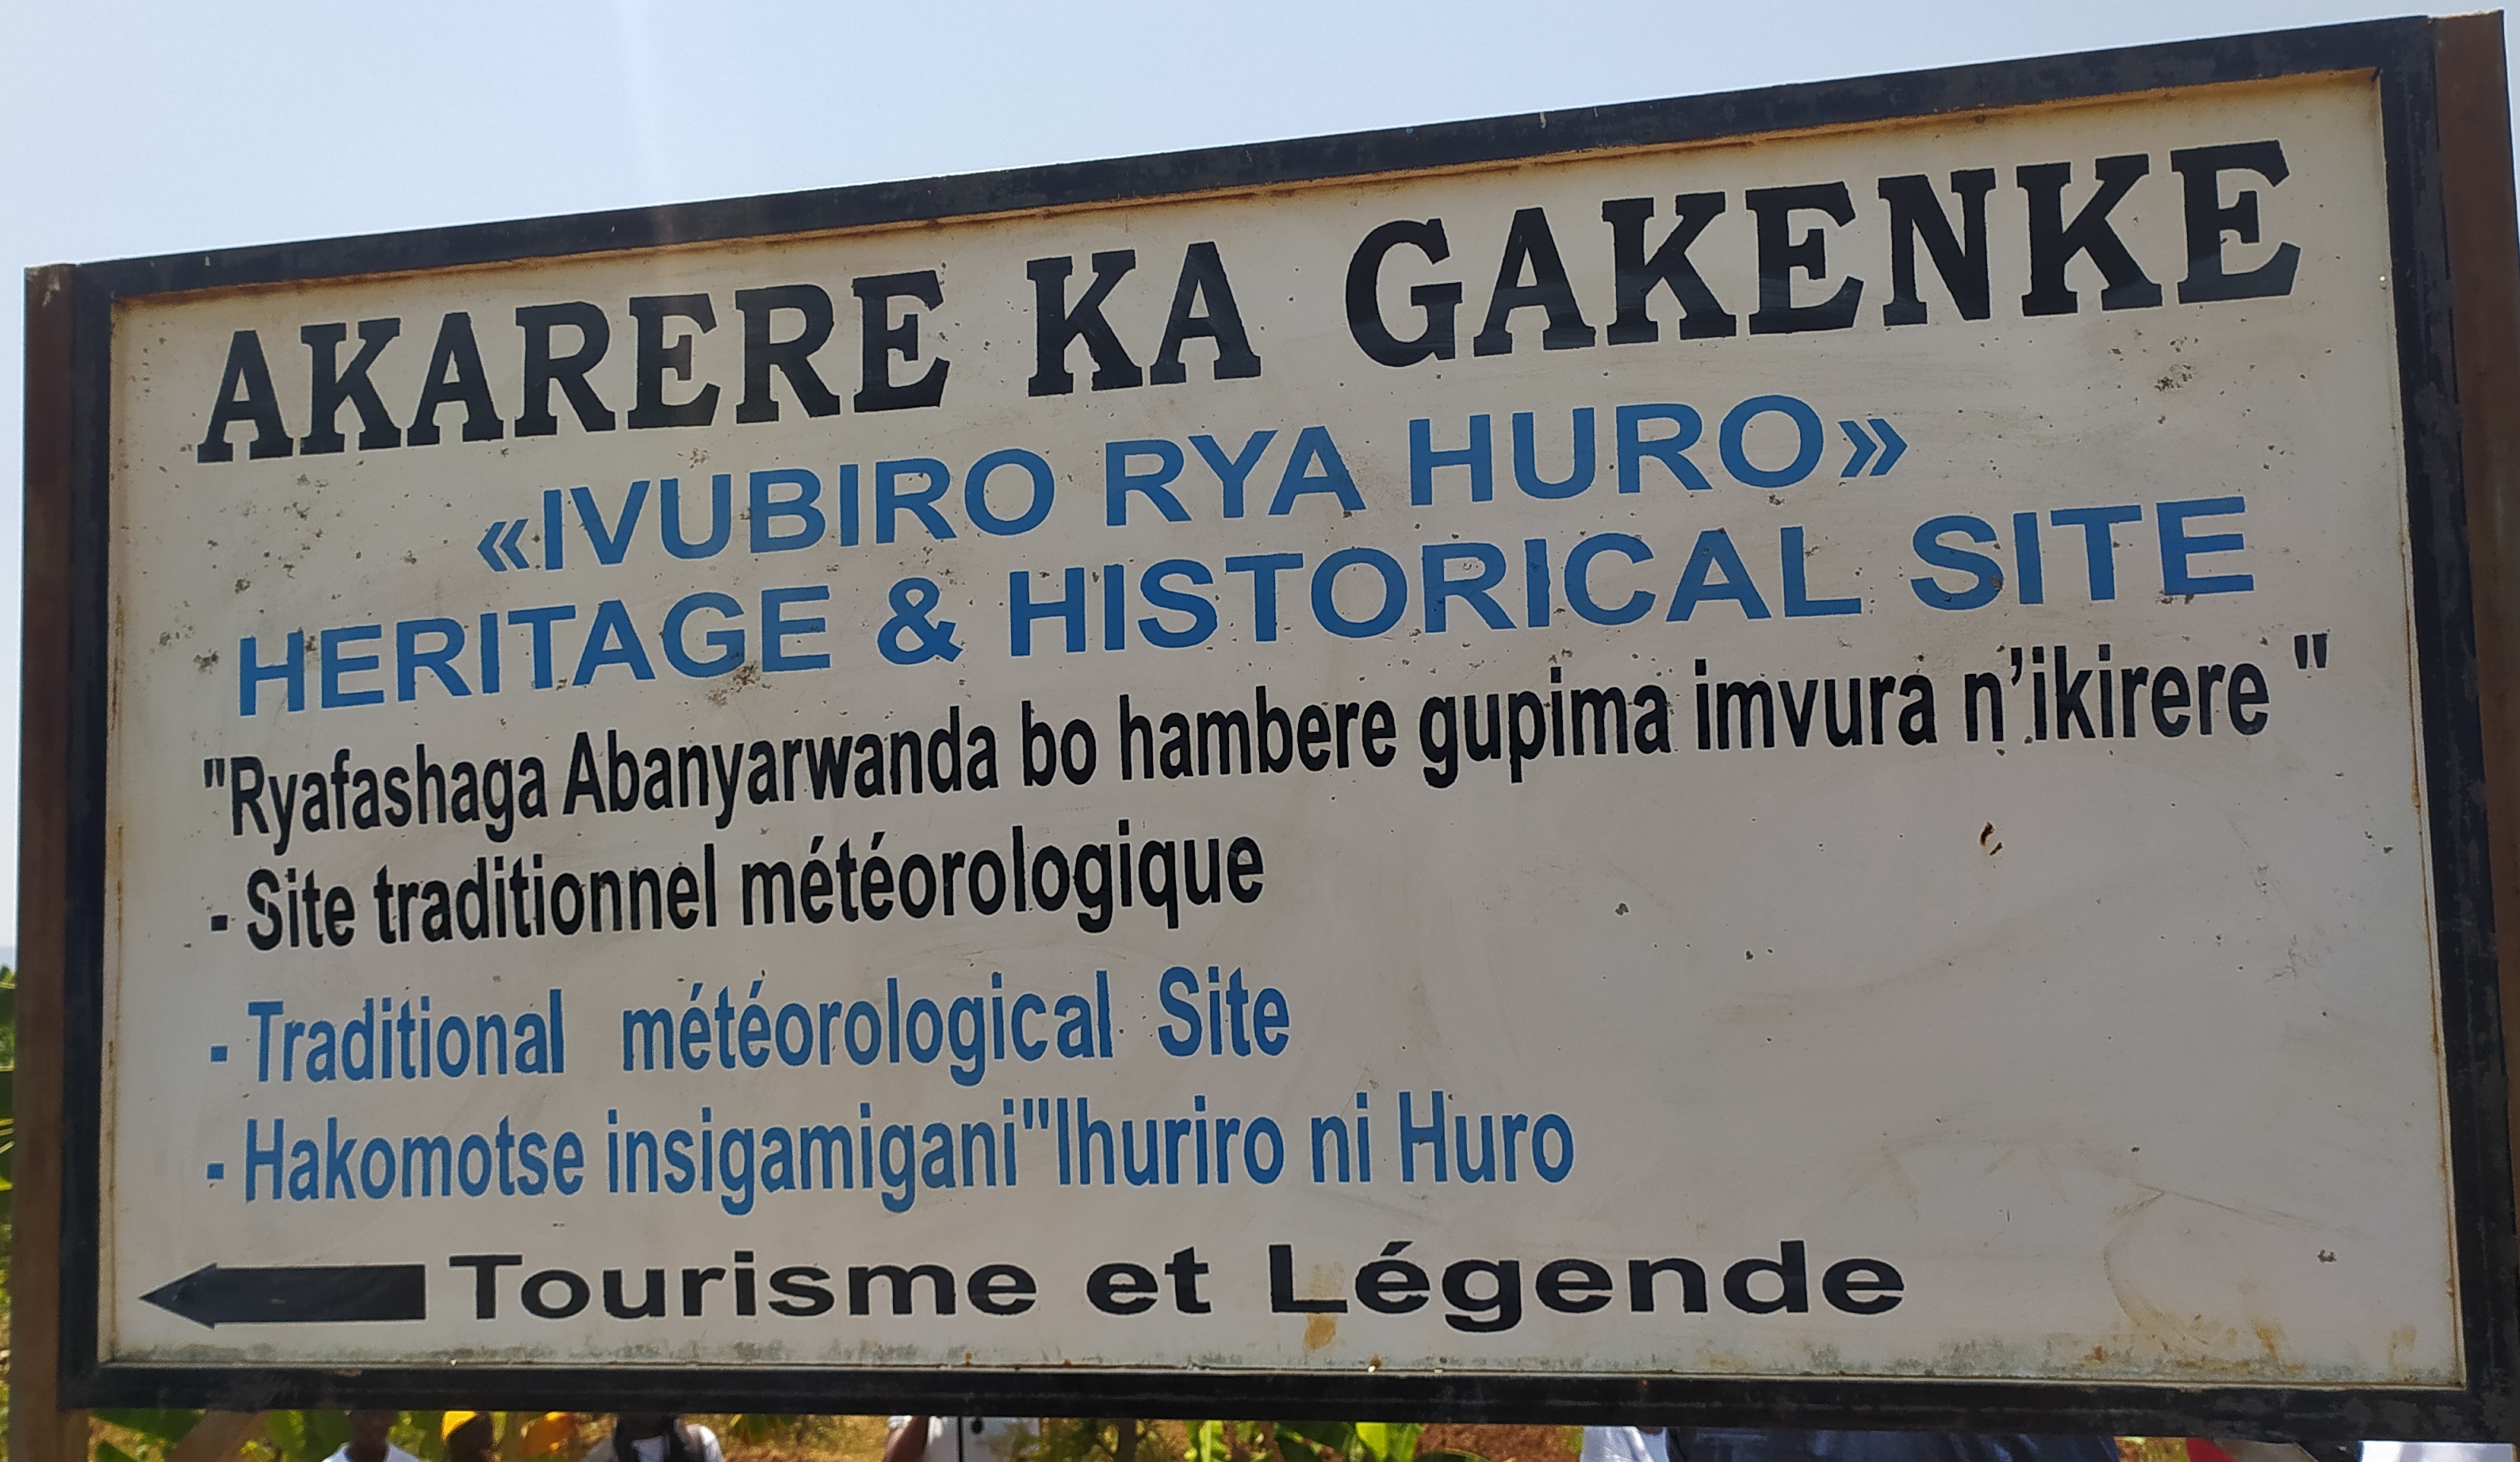 AKARERE KA GAKENKE
«IVUBIRO RYA HURO»
HERITAGE & HISTORICAL SITE
"Ryafashaga Abanyarwanda bo hambere gupima imvura n'ikirere "
- Site traditionnel météorologique
- Traditional météorological Site
- Hakomotse insigamigani"Ihuriro ni Huro
Tourisme et Légende